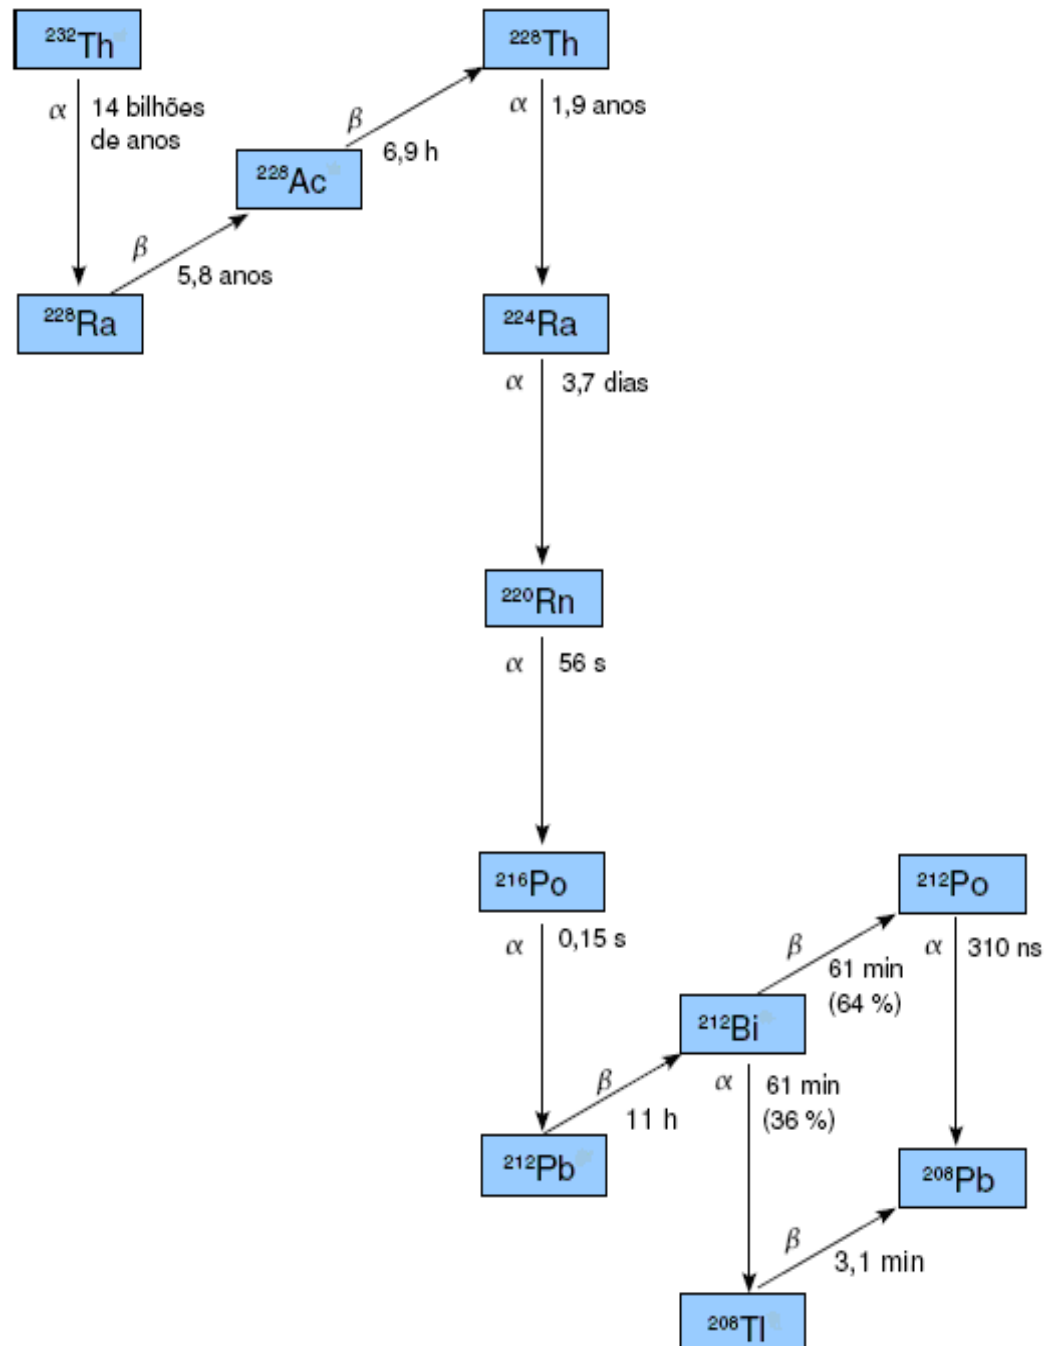 ²³²Th
²²⁸Th
α
14 bilhões
de anos
β
6,9 h
α
1,9 anos
²²⁸Ac
β
5,8 anos
²²⁸Ra
²²⁴Ra
α
3,7 dias
²²⁰Rn
α
56 s
²¹⁶Po
²¹²Po
α
0,15 s
β
61 min
(64 %)
α
310 ns
²¹²Bi
β
11 h
α
61 min
(36 %)
²¹²Pb
²⁰⁸Pb
β
3,1 min
²⁰⁸Tl